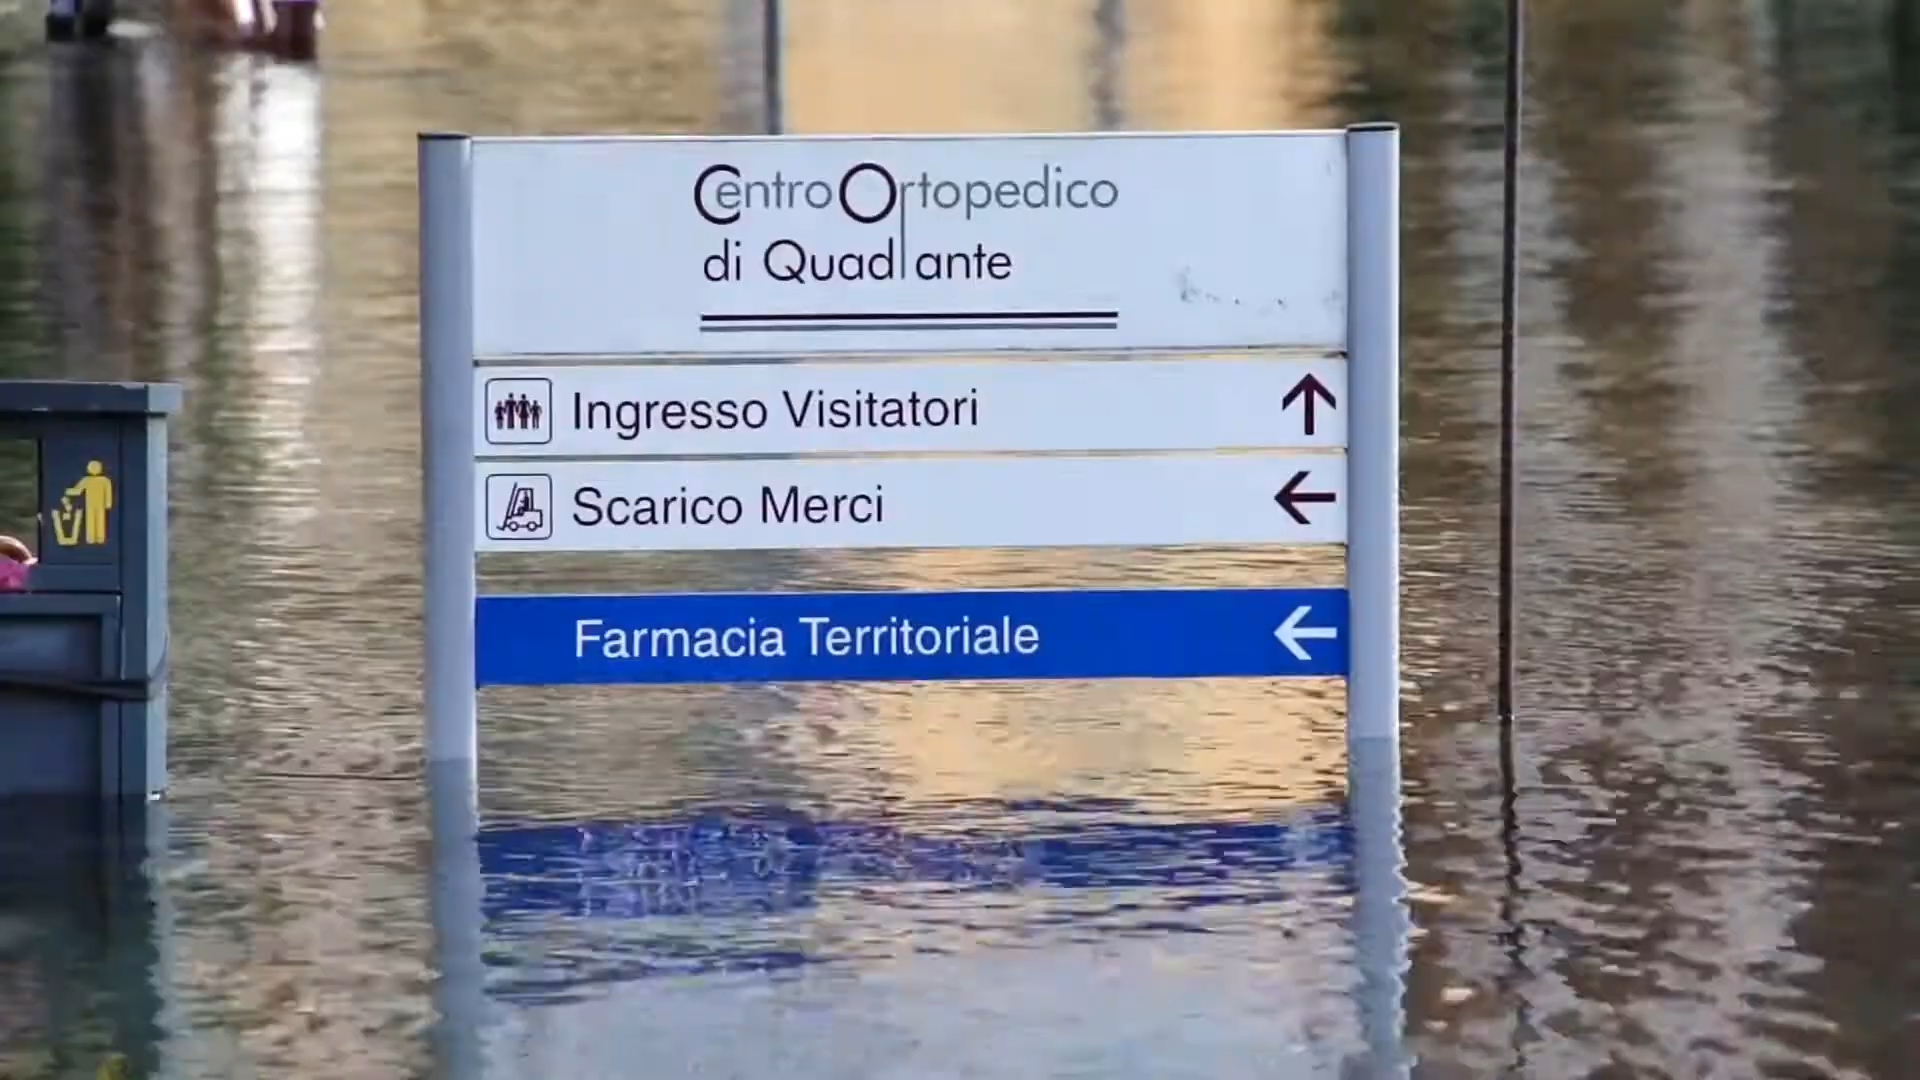 Centro Ortopedico
di Quadrante
Ingresso Visitatori
Scarico Merci
Farmacia Territoriale